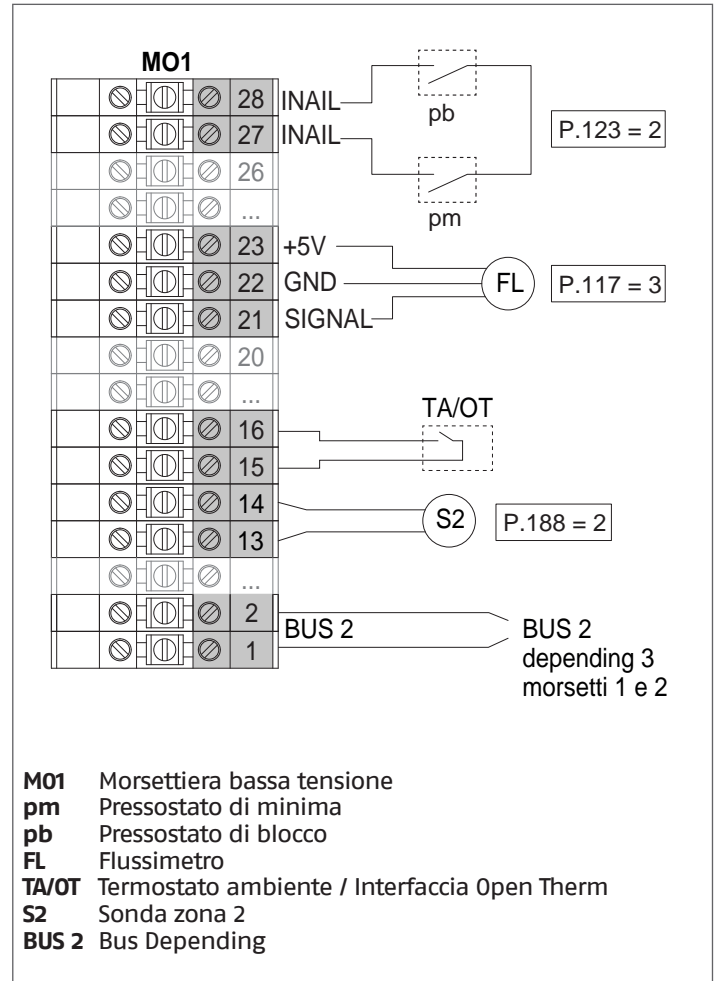 MO1
28 INAIL
pb
27 INAIL
P.123 = 2
26
pm
...
23 +5V
22 GND
FL
P.117 = 3
21 SIGNAL
20
...
TA/OT
16
15
14
S2
P.188 = 2
13
...
2
BUS 2
BUS 2
1
depending 3
morsetti 1 e 2
M01 Morsettiera bassa tensione
pm Pressostato di minima
pb Pressostato di blocco
FL Flussimetro
TA/OT Termostato ambiente / Interfaccia Open Therm
S2 Sonda zona 2
BUS 2 Bus Depending